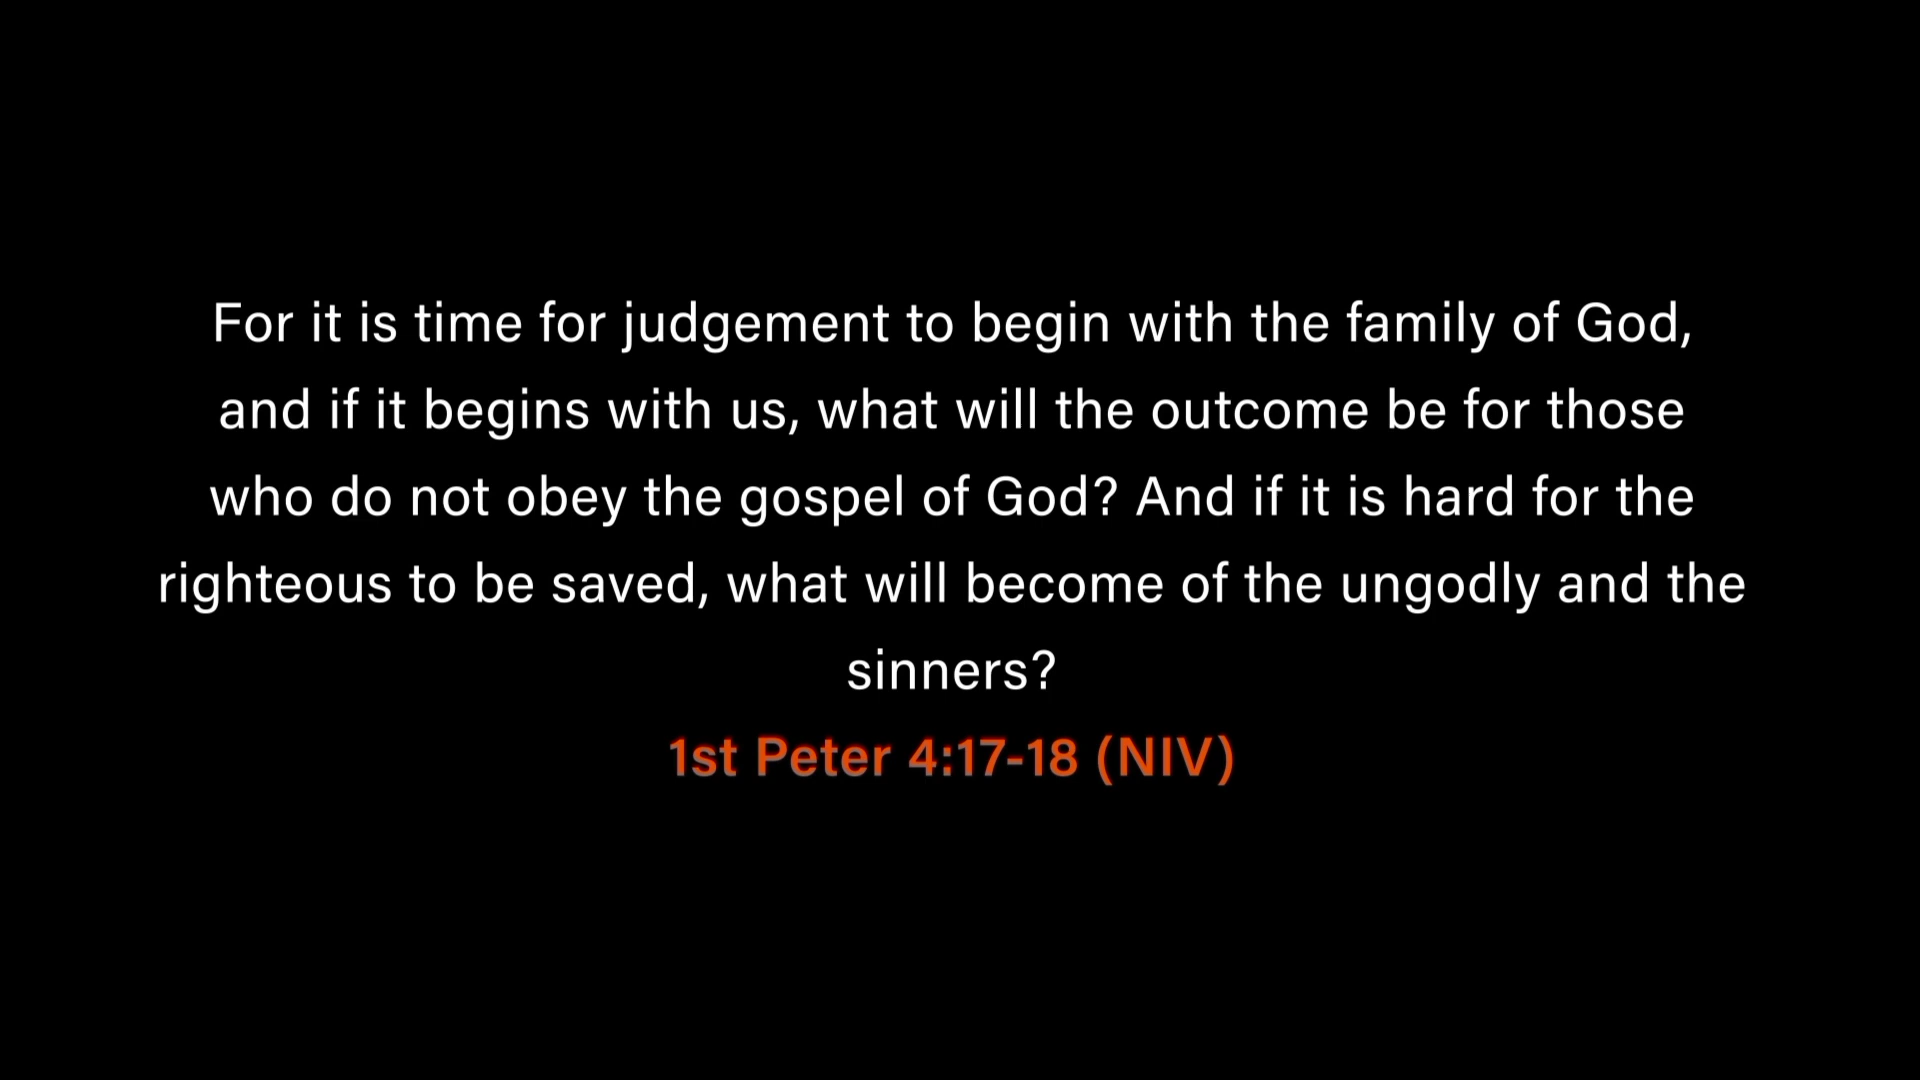 For it is time for judgement to begin with the family of God,
and if it begins with us, what will the outcome be for those
who do not obey the gospel of God? And if it is hard for the
righteous to be saved, what will become of the ungodly and the
sinners?
1st Peter 4:17-18 (NIV)